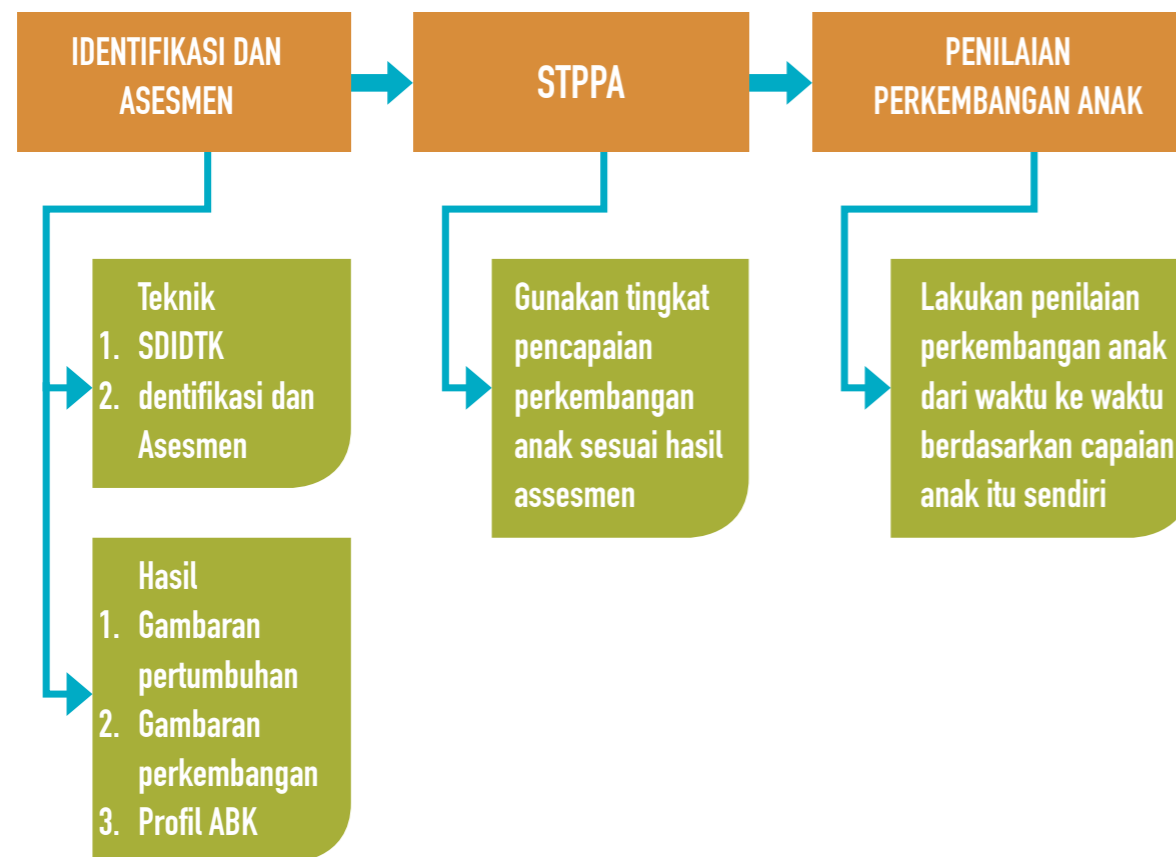 IDENTIFIKASI DAN
ASESMEN
STPPA
PENILAIAN
PERKEMBANGAN ANAK
Teknik
1. SDIDTK
2. dentifikasi dan
Asesmen
Hasil
1. Gambaran
pertumbuhan
2. Gambaran
perkembangan
3. Profil ABK
Gunakan tingkat
pencapaian
perkembangan
anak sesuai hasil
assesmen
Lakukan penilaian
perkembangan anak
dari waktu ke waktu
berdasarkan capaian
anak itu sendiri